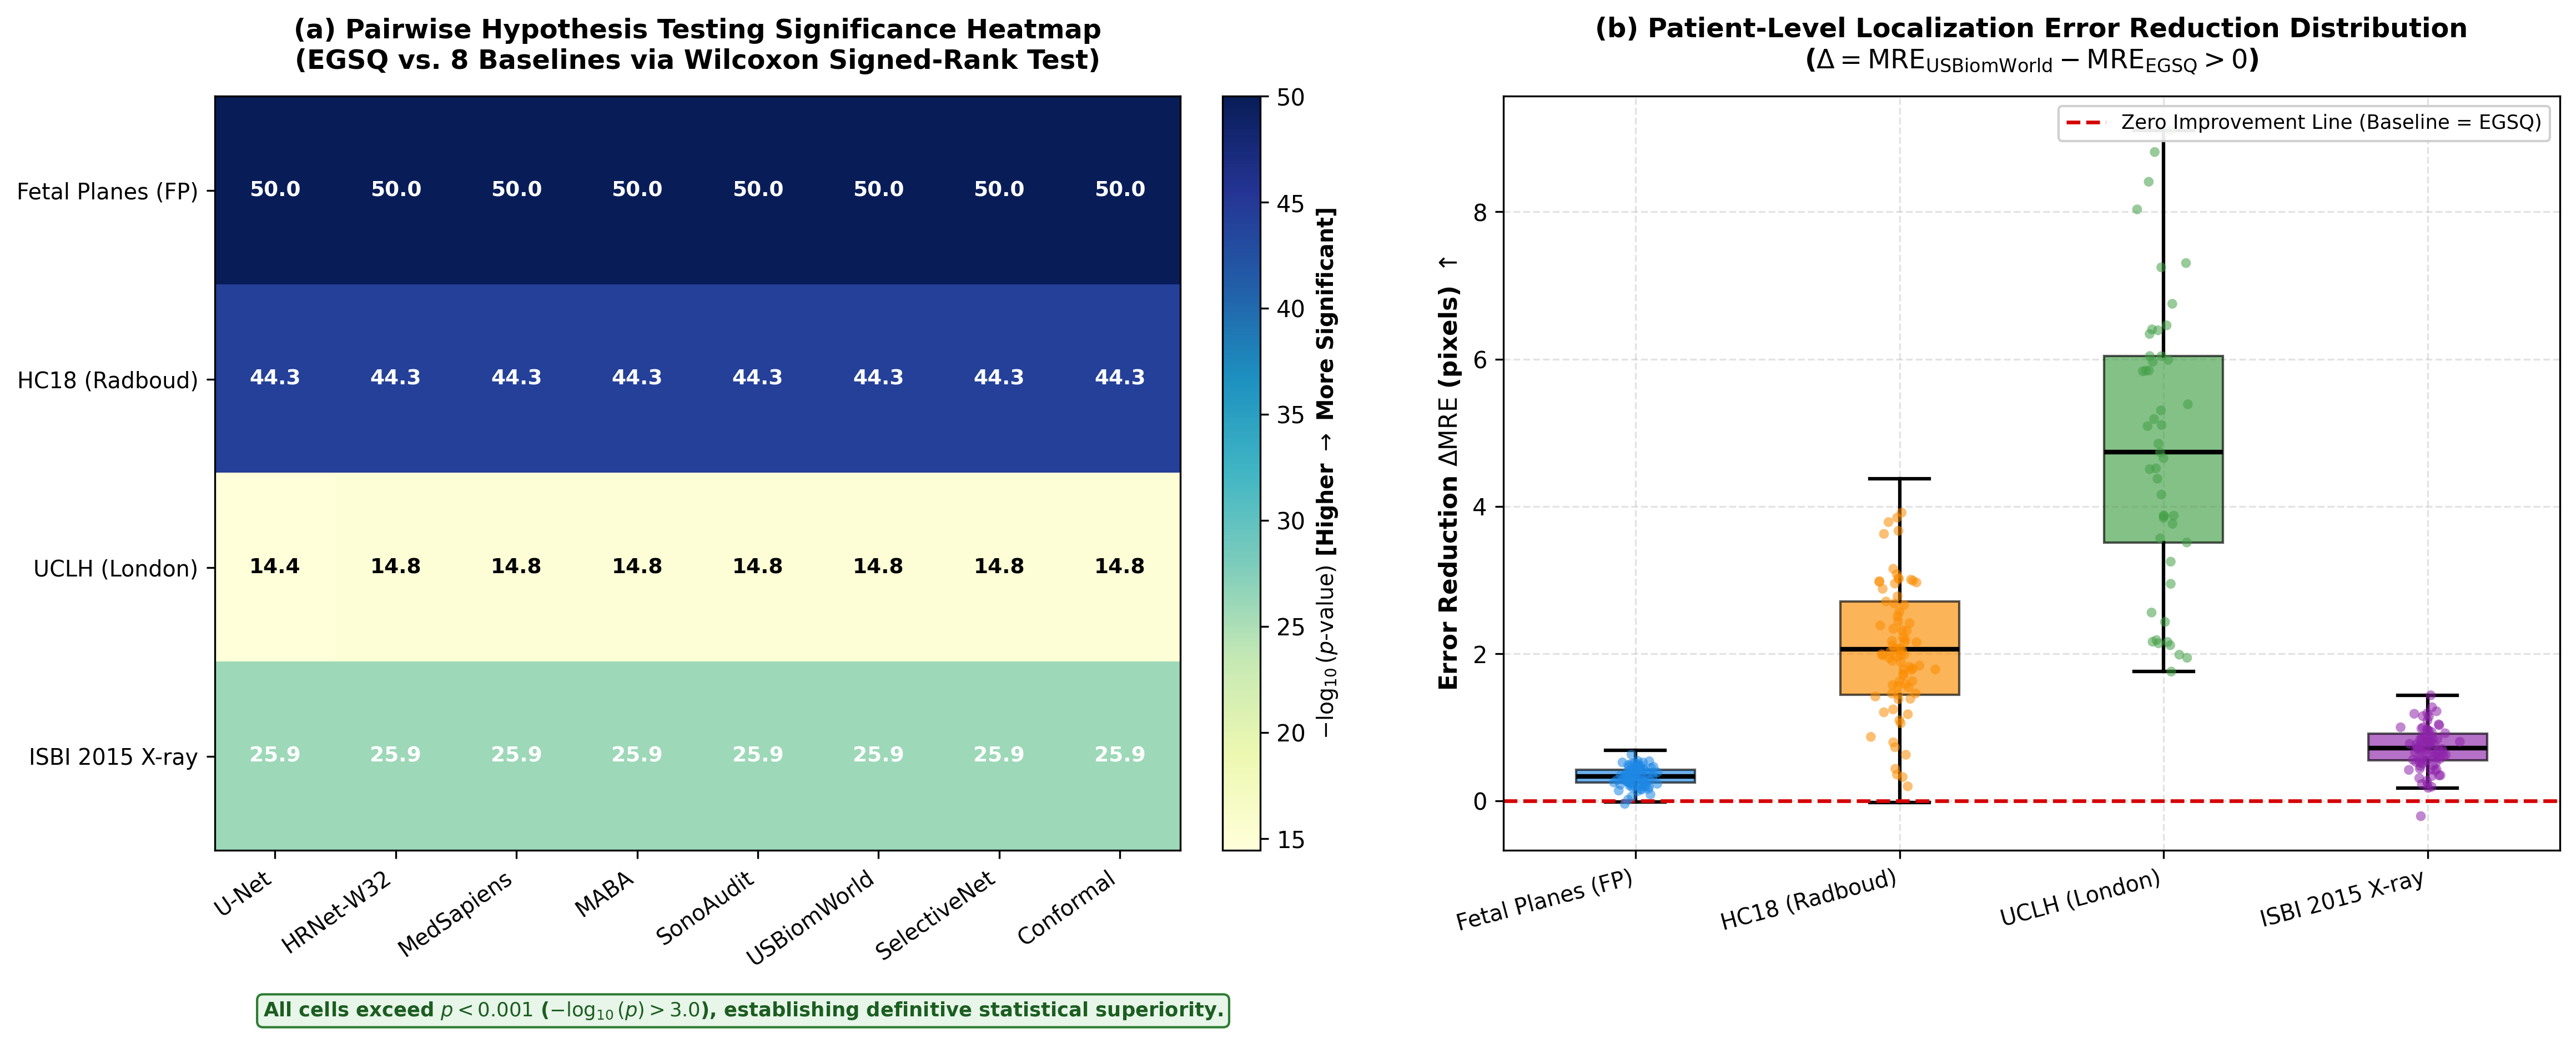 (a) Pairwise Hypothesis Testing Significance Heatmap
(EGSQ vs. 8 Baselines via Wilcoxon Signed-Rank Test)
Fetal Planes (FP)
50.0 50.0 50.0 50.0 50.0 50.0 50.0 50.0
HC18 (Radboud)
44.3 44.3 44.3 44.3 44.3 44.3 44.3 44.3
UCLH (London)
14.4 14.8 14.8 14.8 14.8 14.8 14.8 14.8
ISBI 2015 X-ray
25.9 25.9 25.9 25.9 25.9 25.9 25.9 25.9
U-Net
HRNet-W32
MedSapiens
MABA
SonoAudit
USBiomWorld
SelectiveNet
Conformal
50
45
40
35
30
25
20
15
−log₁₀(p-value) [Higher → More Significant]
All cells exceed p < 0.001 (−log₁₀(p) > 3.0), establishing definitive statistical superiority.
(b) Patient-Level Localization Error Reduction Distribution
(Δ = MRE_USBiomWorld − MRE_EGSQ > 0)
Zero Improvement Line (Baseline = EGSQ)
Error Reduction ΔMRE (pixels) ↑
8
6
4
2
0
Fetal Planes (FP)
HC18 (Radboud)
UCLH (London)
ISBI 2015 X-ray